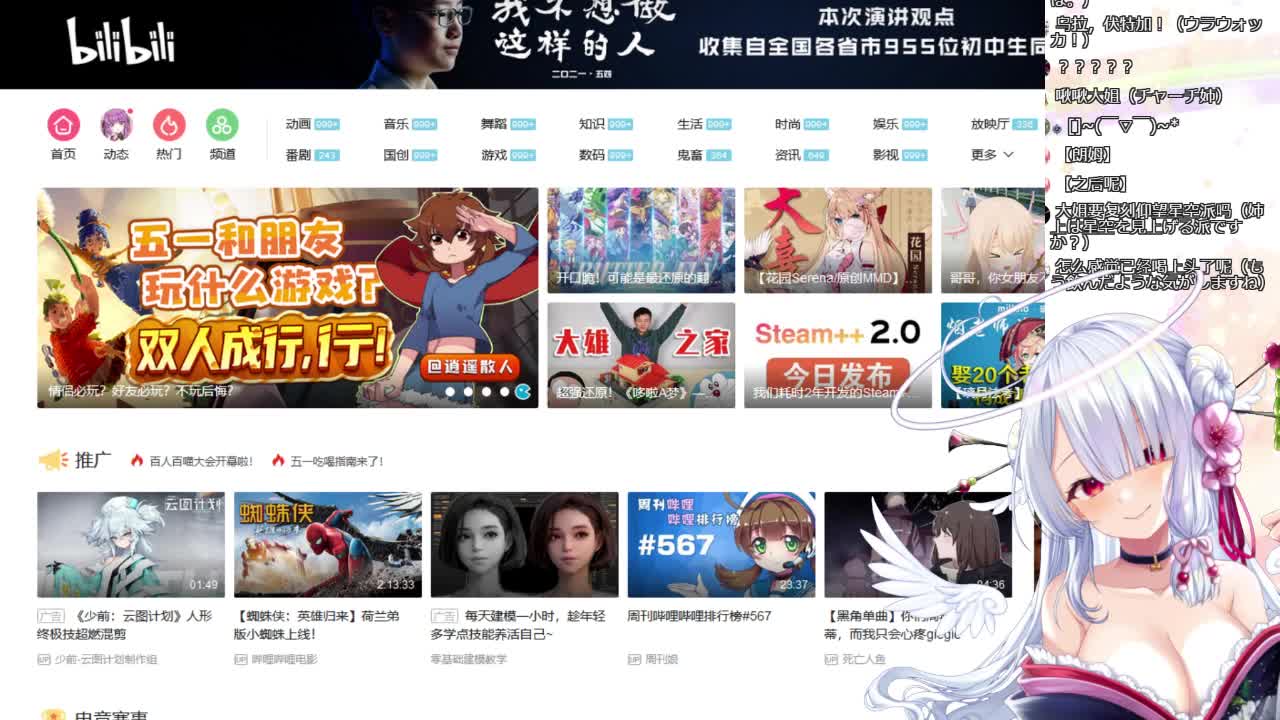 bilibili
我不想做
这样的人
二〇二一·五四
本次演讲观点
收集自全国各省市955位初中生同
首页
动态
热门
频道
动画 999+
音乐 999+
舞蹈 999+
知识 999+
生活 999+
时尚 999+
娱乐 999+
放映厅 336
番剧 243
国创 999+
游戏 999+
数码 999+
鬼畜 364
资讯 649
影视 999+
更多
五一和朋友
玩什么游戏？
双人成行，行！
@逍遥散人
情侣必玩？好友必玩？不玩后悔？
开口脆！可能是最还原的翻...
大喜
花园
【花园Serena/原创MMD】...
哥哥，你女朋友
大雄
之家
超强还原！《哆啦A梦》—...
Steam++ 2.0
今日发布
我们耗时2年开发的Steam+...
娶20个
推广
百人百喵大会开幕啦！
五一吃喝指南来了！
云图计划
01:49
蜘蛛侠
2:13:33
周刊哔哩
哔哩排行榜
#567
23:37
04:36
广告 《少前：云图计划》人形
终极技超燃混剪
UP 少前-云图计划制作组
【蜘蛛侠：英雄归来】荷兰弟
版小蜘蛛上线！
UP 哔哩哔哩电影
广告 每天建模一小时，趁年轻
多学点技能养活自己~
零基础建模教学
周刊哔哩哔哩排行榜#567
UP 周刊娘
【黑角单曲】你们
蒂，而我只会心疼giegie
UP 死亡人鱼
电竞赛事
乌拉，伏特加！（ウラウォッ
カ！）
？？？？？
啾啾大姐（チャーチ姉）
[]~(￣▽￣)~*
【朗姆】
【之后呢】
大姐要复刻仰望星空派吗（姉
上は星空を見上げる派です
か？）
怎么感觉已经喝上头了呢（も
う飲んだような気がしますね）